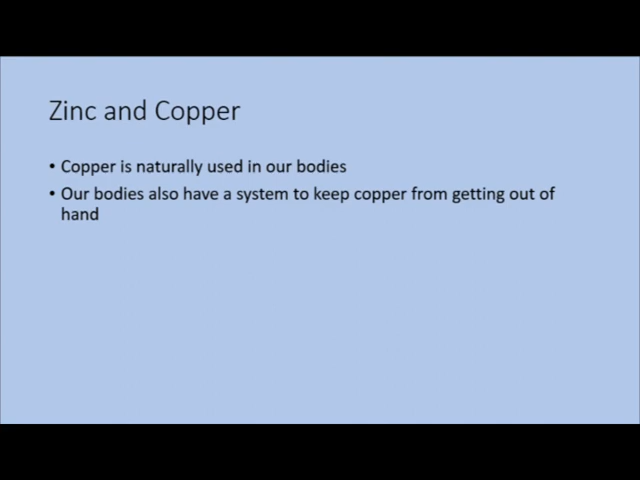 Zinc and Copper
• Copper is naturally used in our bodies
• Our bodies also have a system to keep copper from getting out of
hand